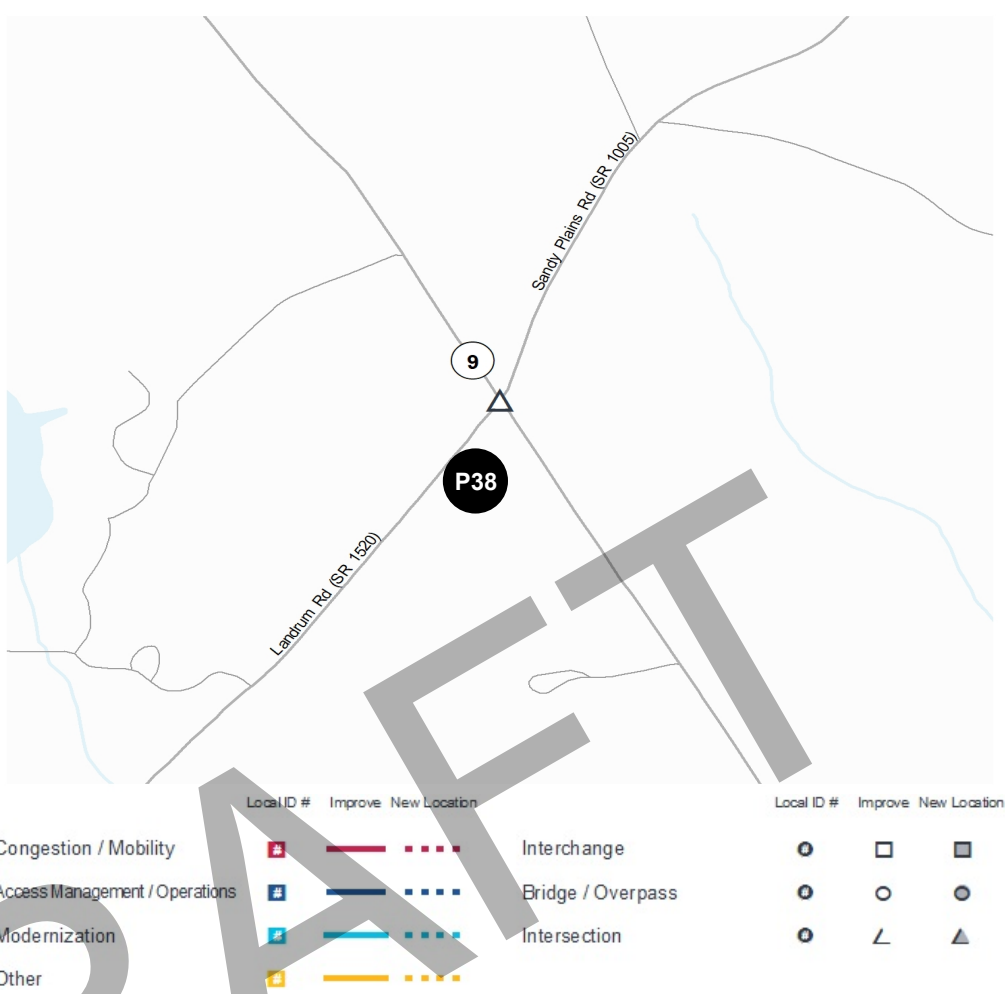 Sandy Plains Rd (SR 1005)
9
P38
Landrum Rd (SR 1520)
Local ID # Improve New Location
Congestion / Mobility #
Access Management / Operations #
Modernization #
Other #
Local ID # Improve New Location
Interchange #
Bridge / Overpass #
Intersection #
RAFT